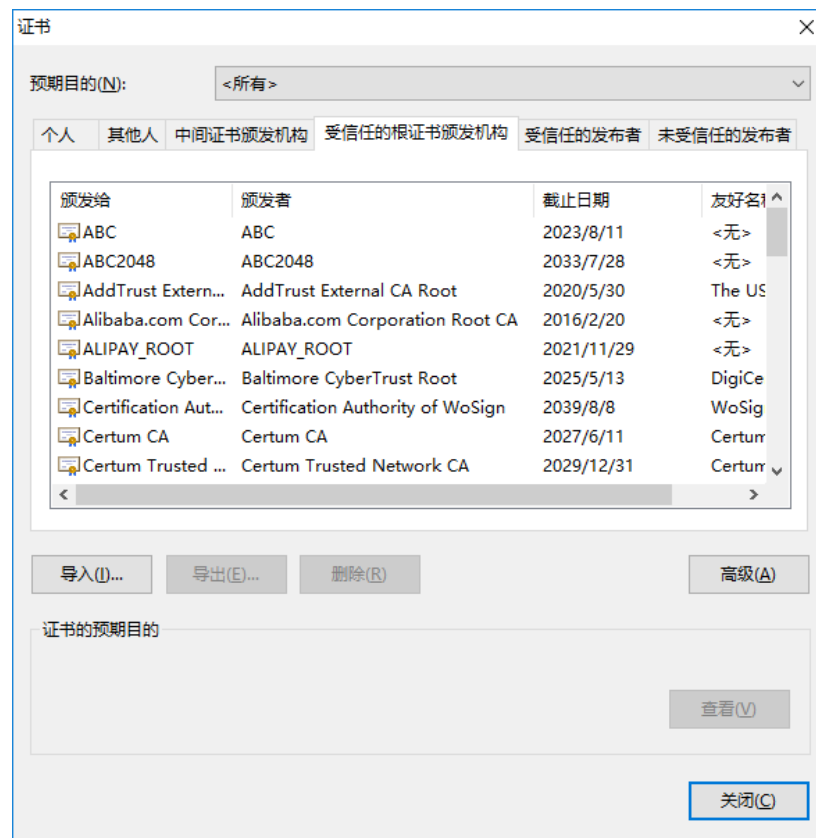 证书
预期目的(N): <所有>
个人 其他人 中间证书颁发机构 受信任的根证书颁发机构 受信任的发布者 未受信任的发布者
颁发给 颁发者 截止日期 友好名称
ABC ABC 2023/8/11 <无>
ABC2048 ABC2048 2033/7/28 <无>
AddTrust Extern... AddTrust External CA Root 2020/5/30 The US
Alibaba.com Cor... Alibaba.com Corporation Root CA 2016/2/20 <无>
ALIPAY_ROOT ALIPAY_ROOT 2021/11/29 <无>
Baltimore Cyber... Baltimore CyberTrust Root 2025/5/13 DigiCe
Certification Aut... Certification Authority of WoSign 2039/8/8 WoSig
Certum CA Certum CA 2027/6/11 Certum
Certum Trusted ... Certum Trusted Network CA 2029/12/31 Certum
导入(I)... 导出(E)... 删除(R) 高级(A)
证书的预期目的
查看(V)
关闭(C)